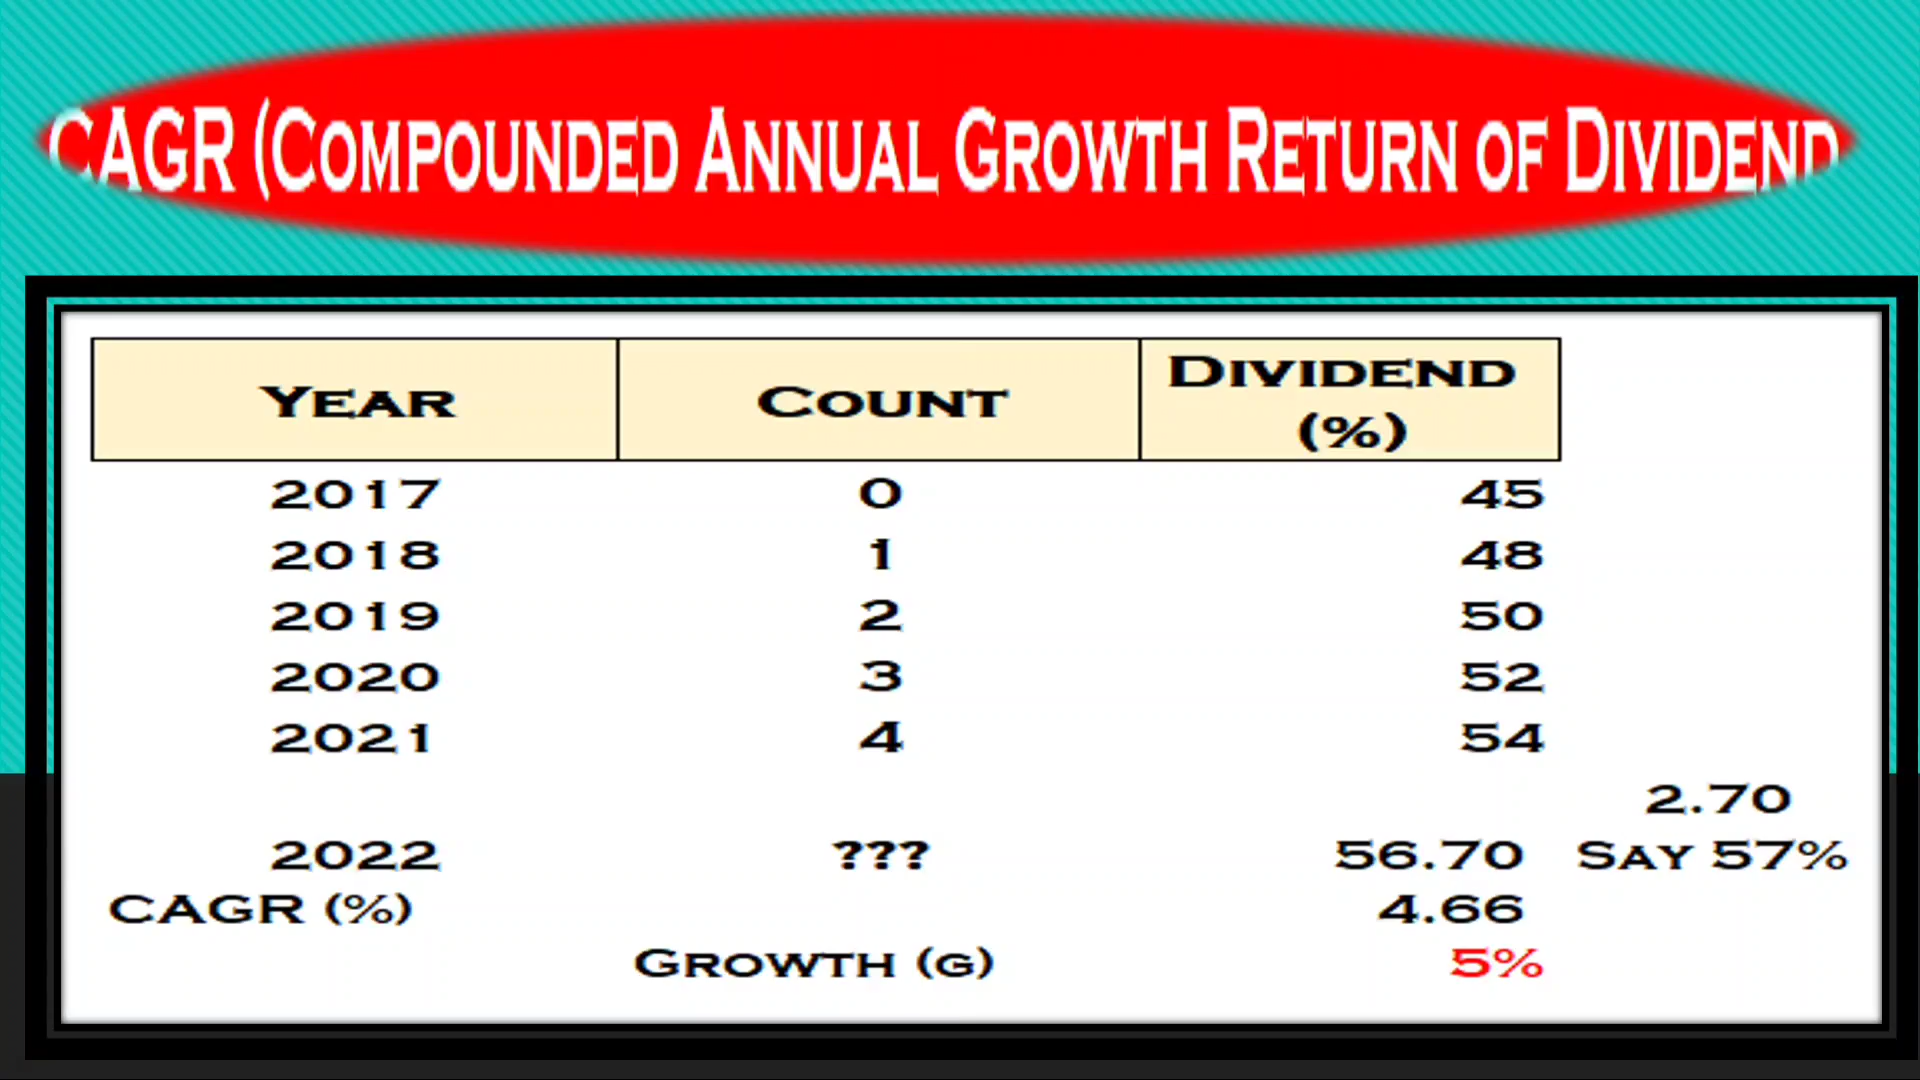 CAGR (COMPOUNDED ANNUAL GROWTH RETURN OF DIVIDEND
YEAR COUNT DIVIDEND (%)
2017 0 45
2018 1 48
2019 2 50
2020 3 52
2021 4 54
2.70
2022 ??? 56.70 SAY 57%
CAGR (%) 4.66
GROWTH (G) 5%